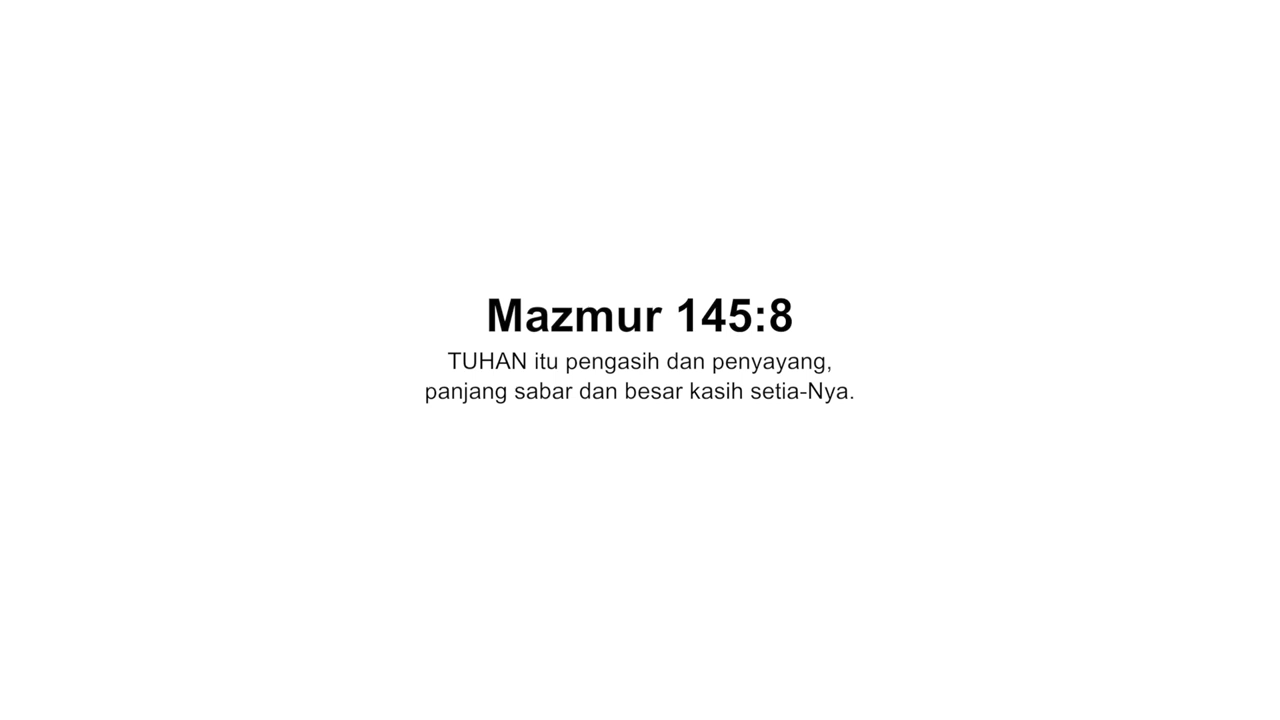 Mazmur 145:8
TUHAN itu pengasih dan penyayang,
panjang sabar dan besar kasih setia-Nya.